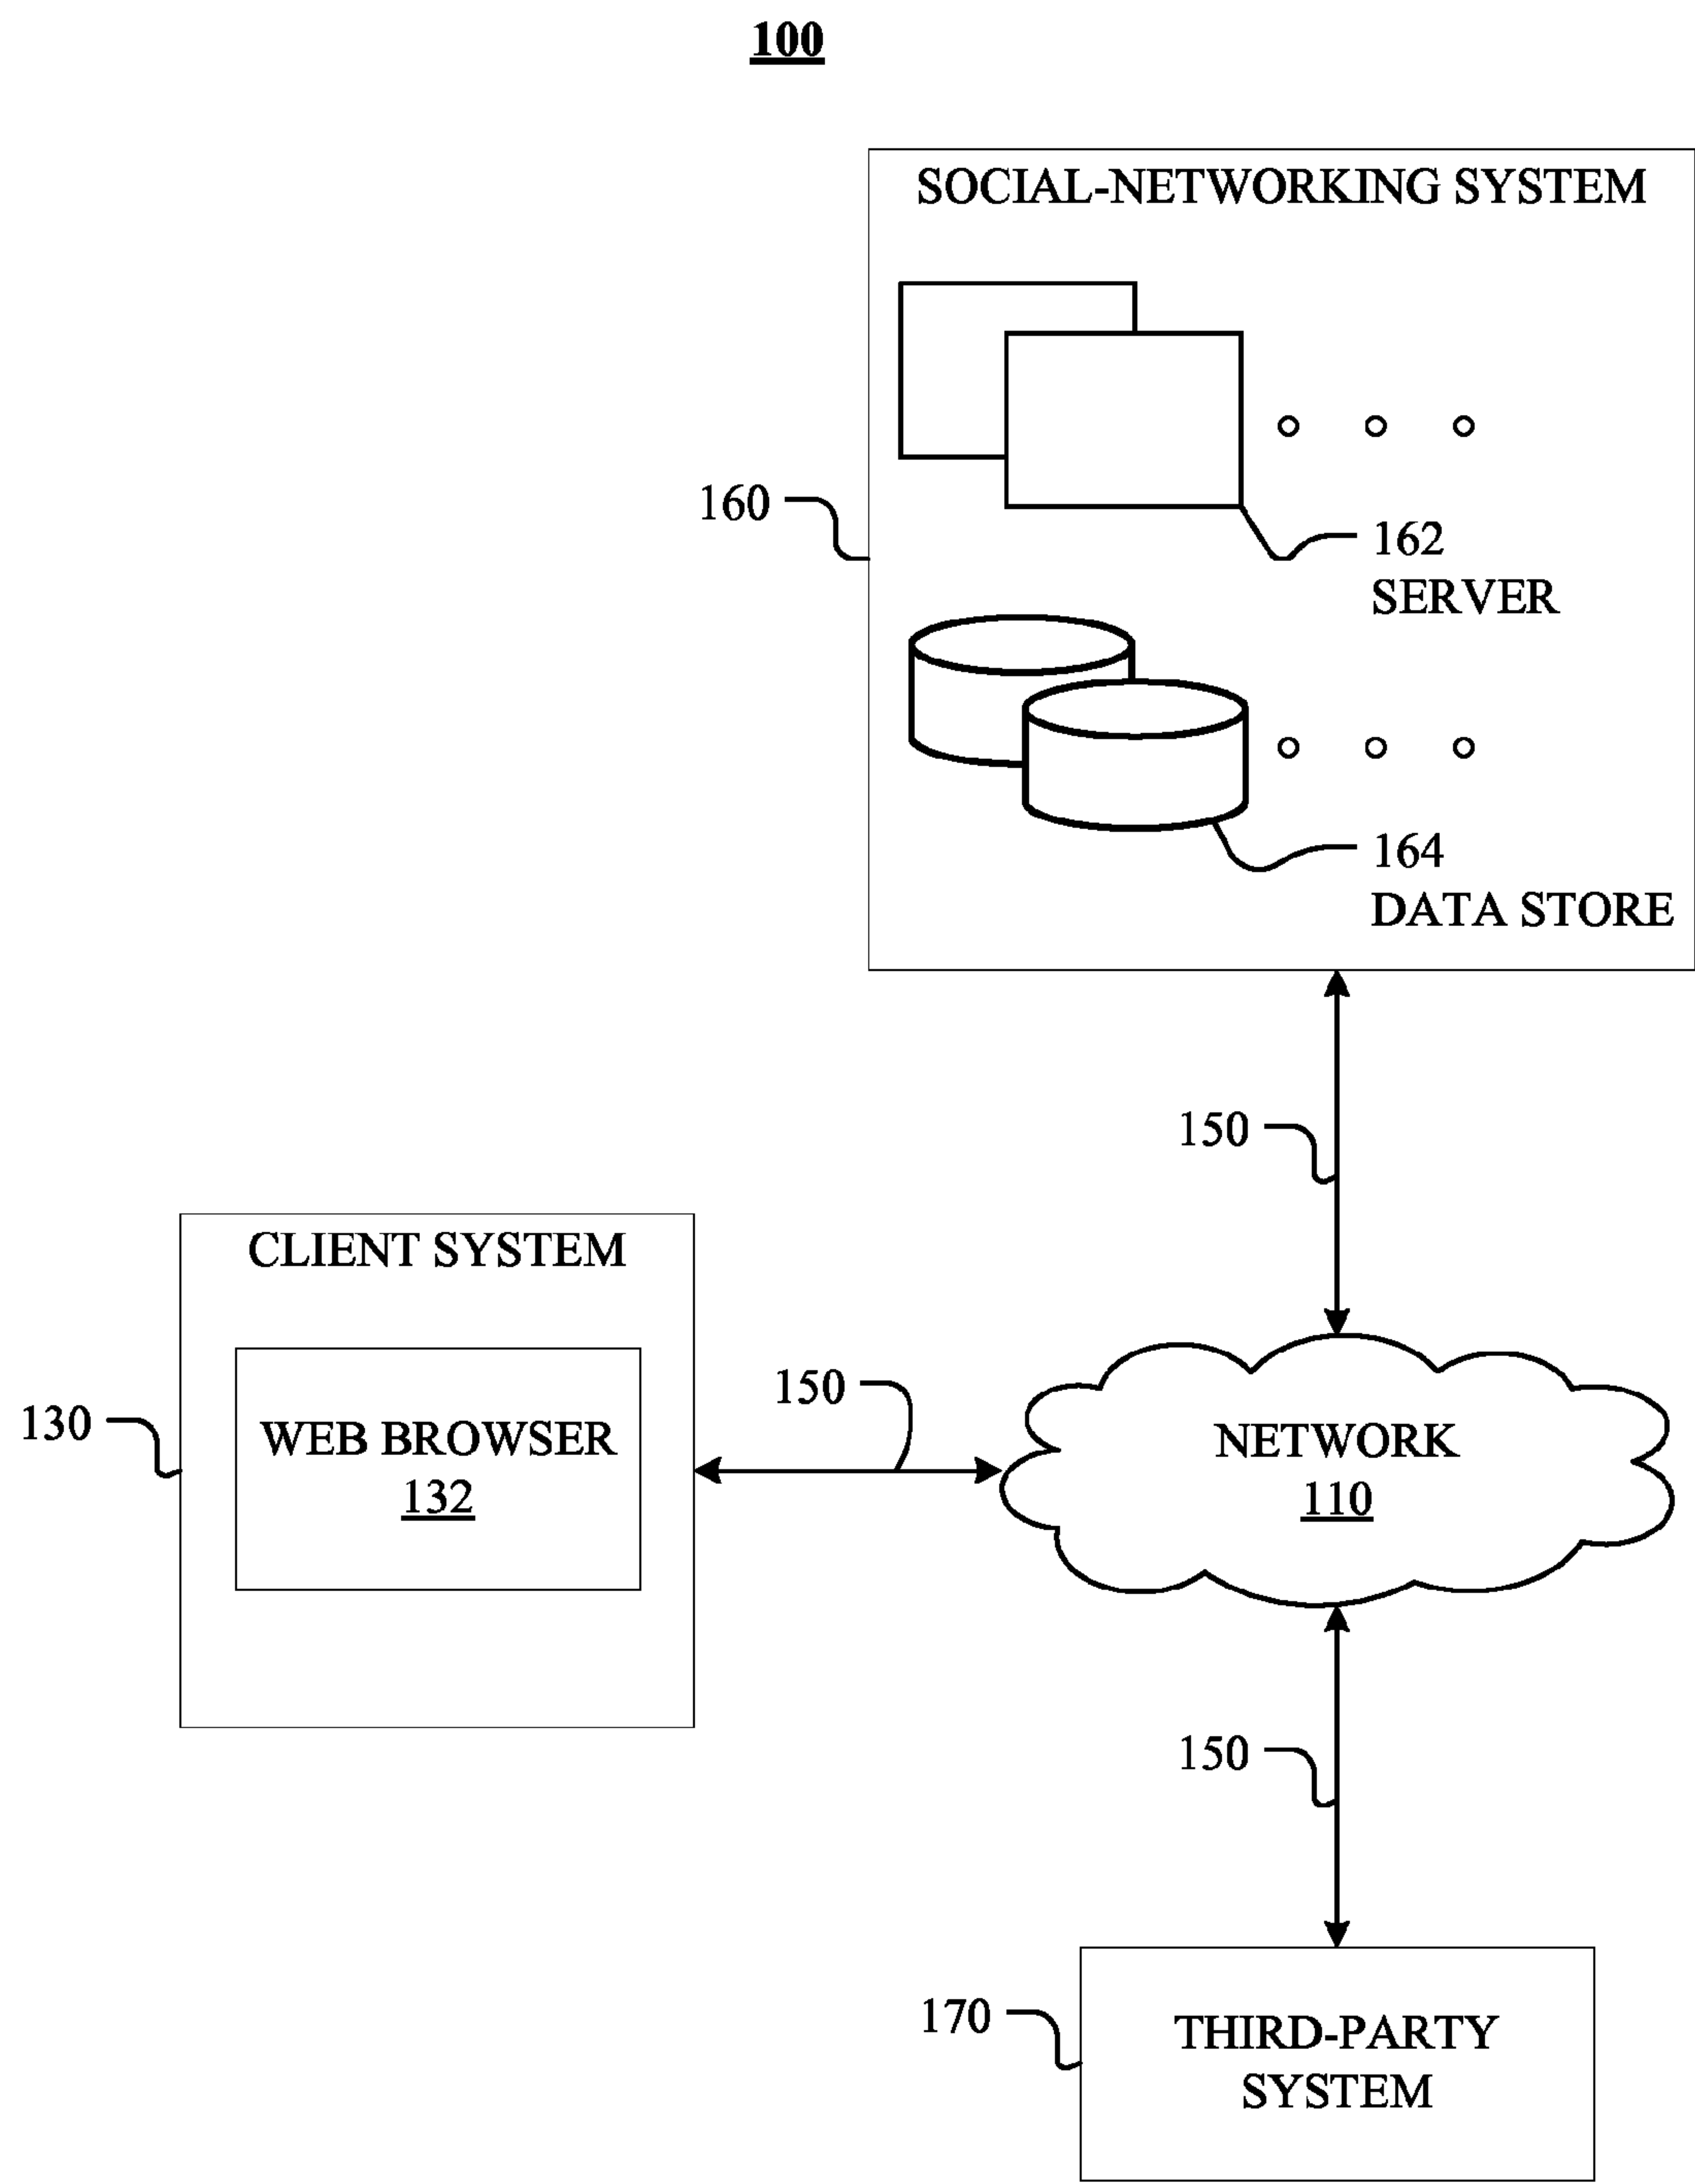 100
SOCIAL-NETWORKING SYSTEM
160
162
SERVER
164
DATA STORE
150
CLIENT SYSTEM
130
WEB BROWSER
132
150
NETWORK
110
150
170
THIRD-PARTY
SYSTEM